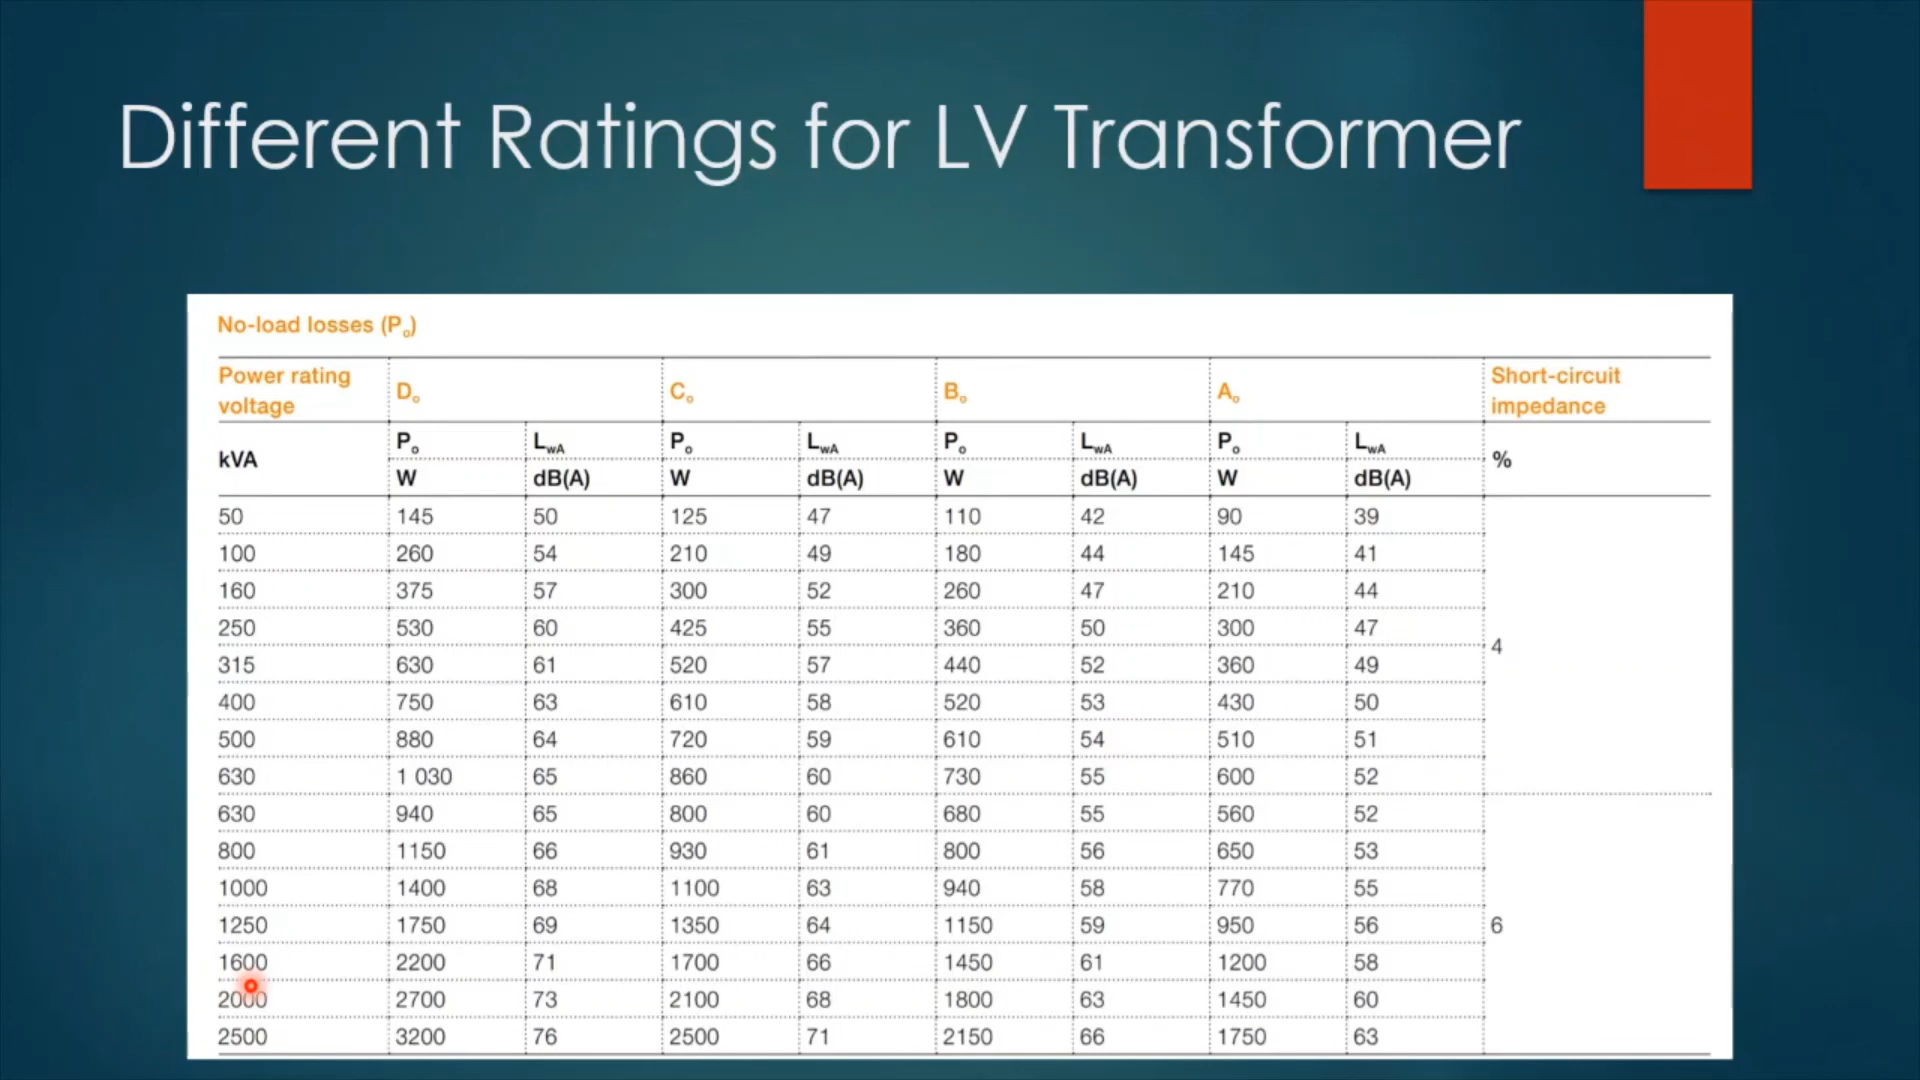 Different Ratings for LV Transformer
No-load losses (Po)
Power rating voltage Do Co Bo Ao Short-circuit impedance
kVA Po LwA Po LwA Po LwA Po LwA %
W dB(A) W dB(A) W dB(A) W dB(A)
50 145 50 125 47 110 42 90 39
100 260 54 210 49 180 44 145 41
160 375 57 300 52 260 47 210 44
250 530 60 425 55 360 50 300 47
4
315 630 61 520 57 440 52 360 49
400 750 63 610 58 520 53 430 50
500 880 64 720 59 610 54 510 51
630 1 030 65 860 60 730 55 600 52
630 940 65 800 60 680 55 560 52
800 1150 66 930 61 800 56 650 53
1000 1400 68 1100 63 940 58 770 55
1250 1750 69 1350 64 1150 59 950 56 6
1600 2200 71 1700 66 1450 61 1200 58
2000 2700 73 2100 68 1800 63 1450 60
2500 3200 76 2500 71 2150 66 1750 63